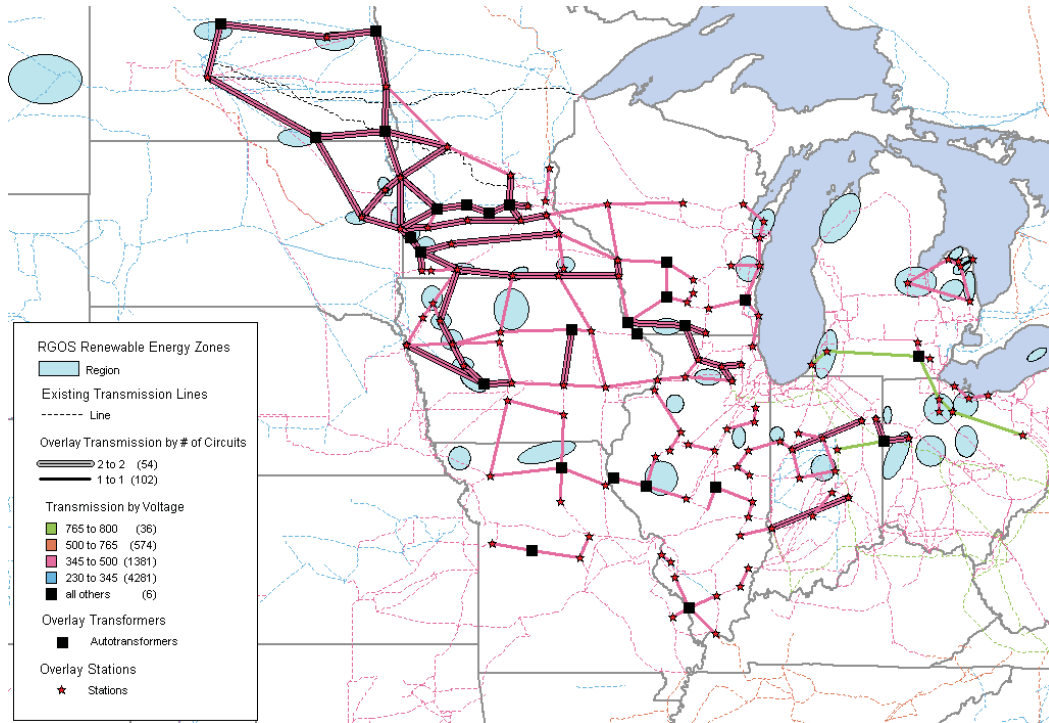 RGOS Renewable Energy Zones
Region
Existing Transmission Lines
Line
Overlay Transmission by # of Circuits
2 to 2 (54)
1 to 1 (102)
Transmission by Voltage
765 to 800 (36)
500 to 765 (574)
345 to 500 (1381)
230 to 345 (4281)
all others (6)
Overlay Transformers
Autotransformers
Overlay Stations
Stations